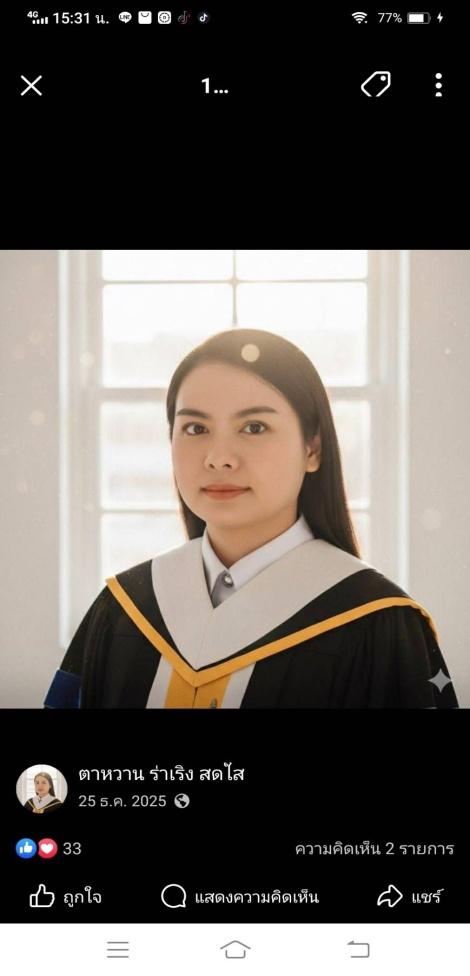 4G 15:31 น. LINE 77%
1...
ตาหวาน ร่าเริง สดใส
25 ธ.ค. 2025
33 ความคิดเห็น 2 รายการ
ถูกใจ แสดงความคิดเห็น แชร์